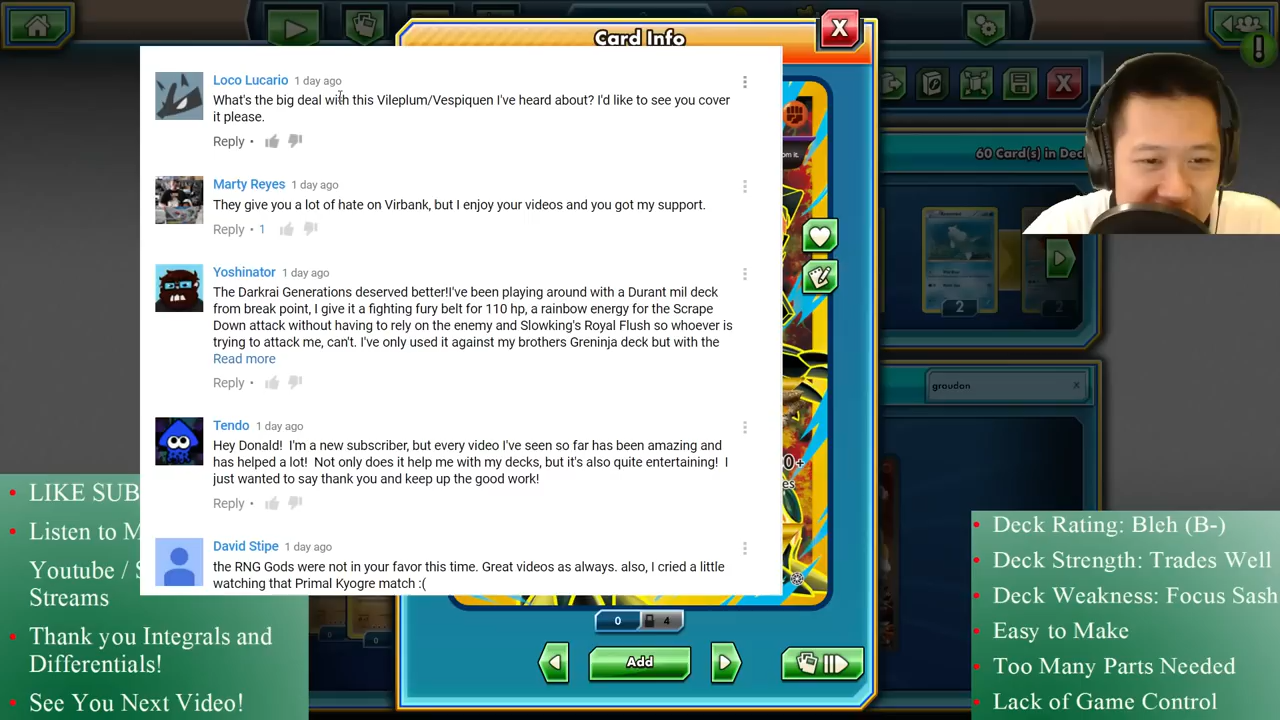 Card Info
Loco Lucario 1 day ago
What's the big deal with this Vileplum/Vespiquen I've heard about? I'd like to see you cover
it please.
Reply •
Marty Reyes 1 day ago
They give you a lot of hate on Virbank, but I enjoy your videos and you got my support.
Reply • 1
Yoshinator 1 day ago
The Darkrai Generations deserved better!I've been playing around with a Durant mil deck
from break point, I give it a fighting fury belt for 110 hp, a rainbow energy for the Scrape
Down attack without having to rely on the enemy and Slowking's Royal Flush so whoever is
trying to attack me, can't. I've only used it against my brothers Greninja deck but with the
Read more
Reply •
Tendo 1 day ago
Hey Donald! I'm a new subscriber, but every video I've seen so far has been amazing and
has helped a lot! Not only does it help me with my decks, but it's also quite entertaining! I
just wanted to say thank you and keep up the good work!
Reply •
David Stipe 1 day ago
the RNG Gods were not in your favor this time. Great videos as always. also, I cried a little
watching that Primal Kyogre match :(
60 Card(s) in Dec
2
groudan
0 4
Add
• LIKE SUB
• Listen to M
Youtube / S
Streams
• Thank you Integrals and
Differentials!
• See You Next Video!
• Deck Rating: Bleh (B-)
• Deck Strength: Trades Well
• Deck Weakness: Focus Sash
• Easy to Make
• Too Many Parts Needed
• Lack of Game Control